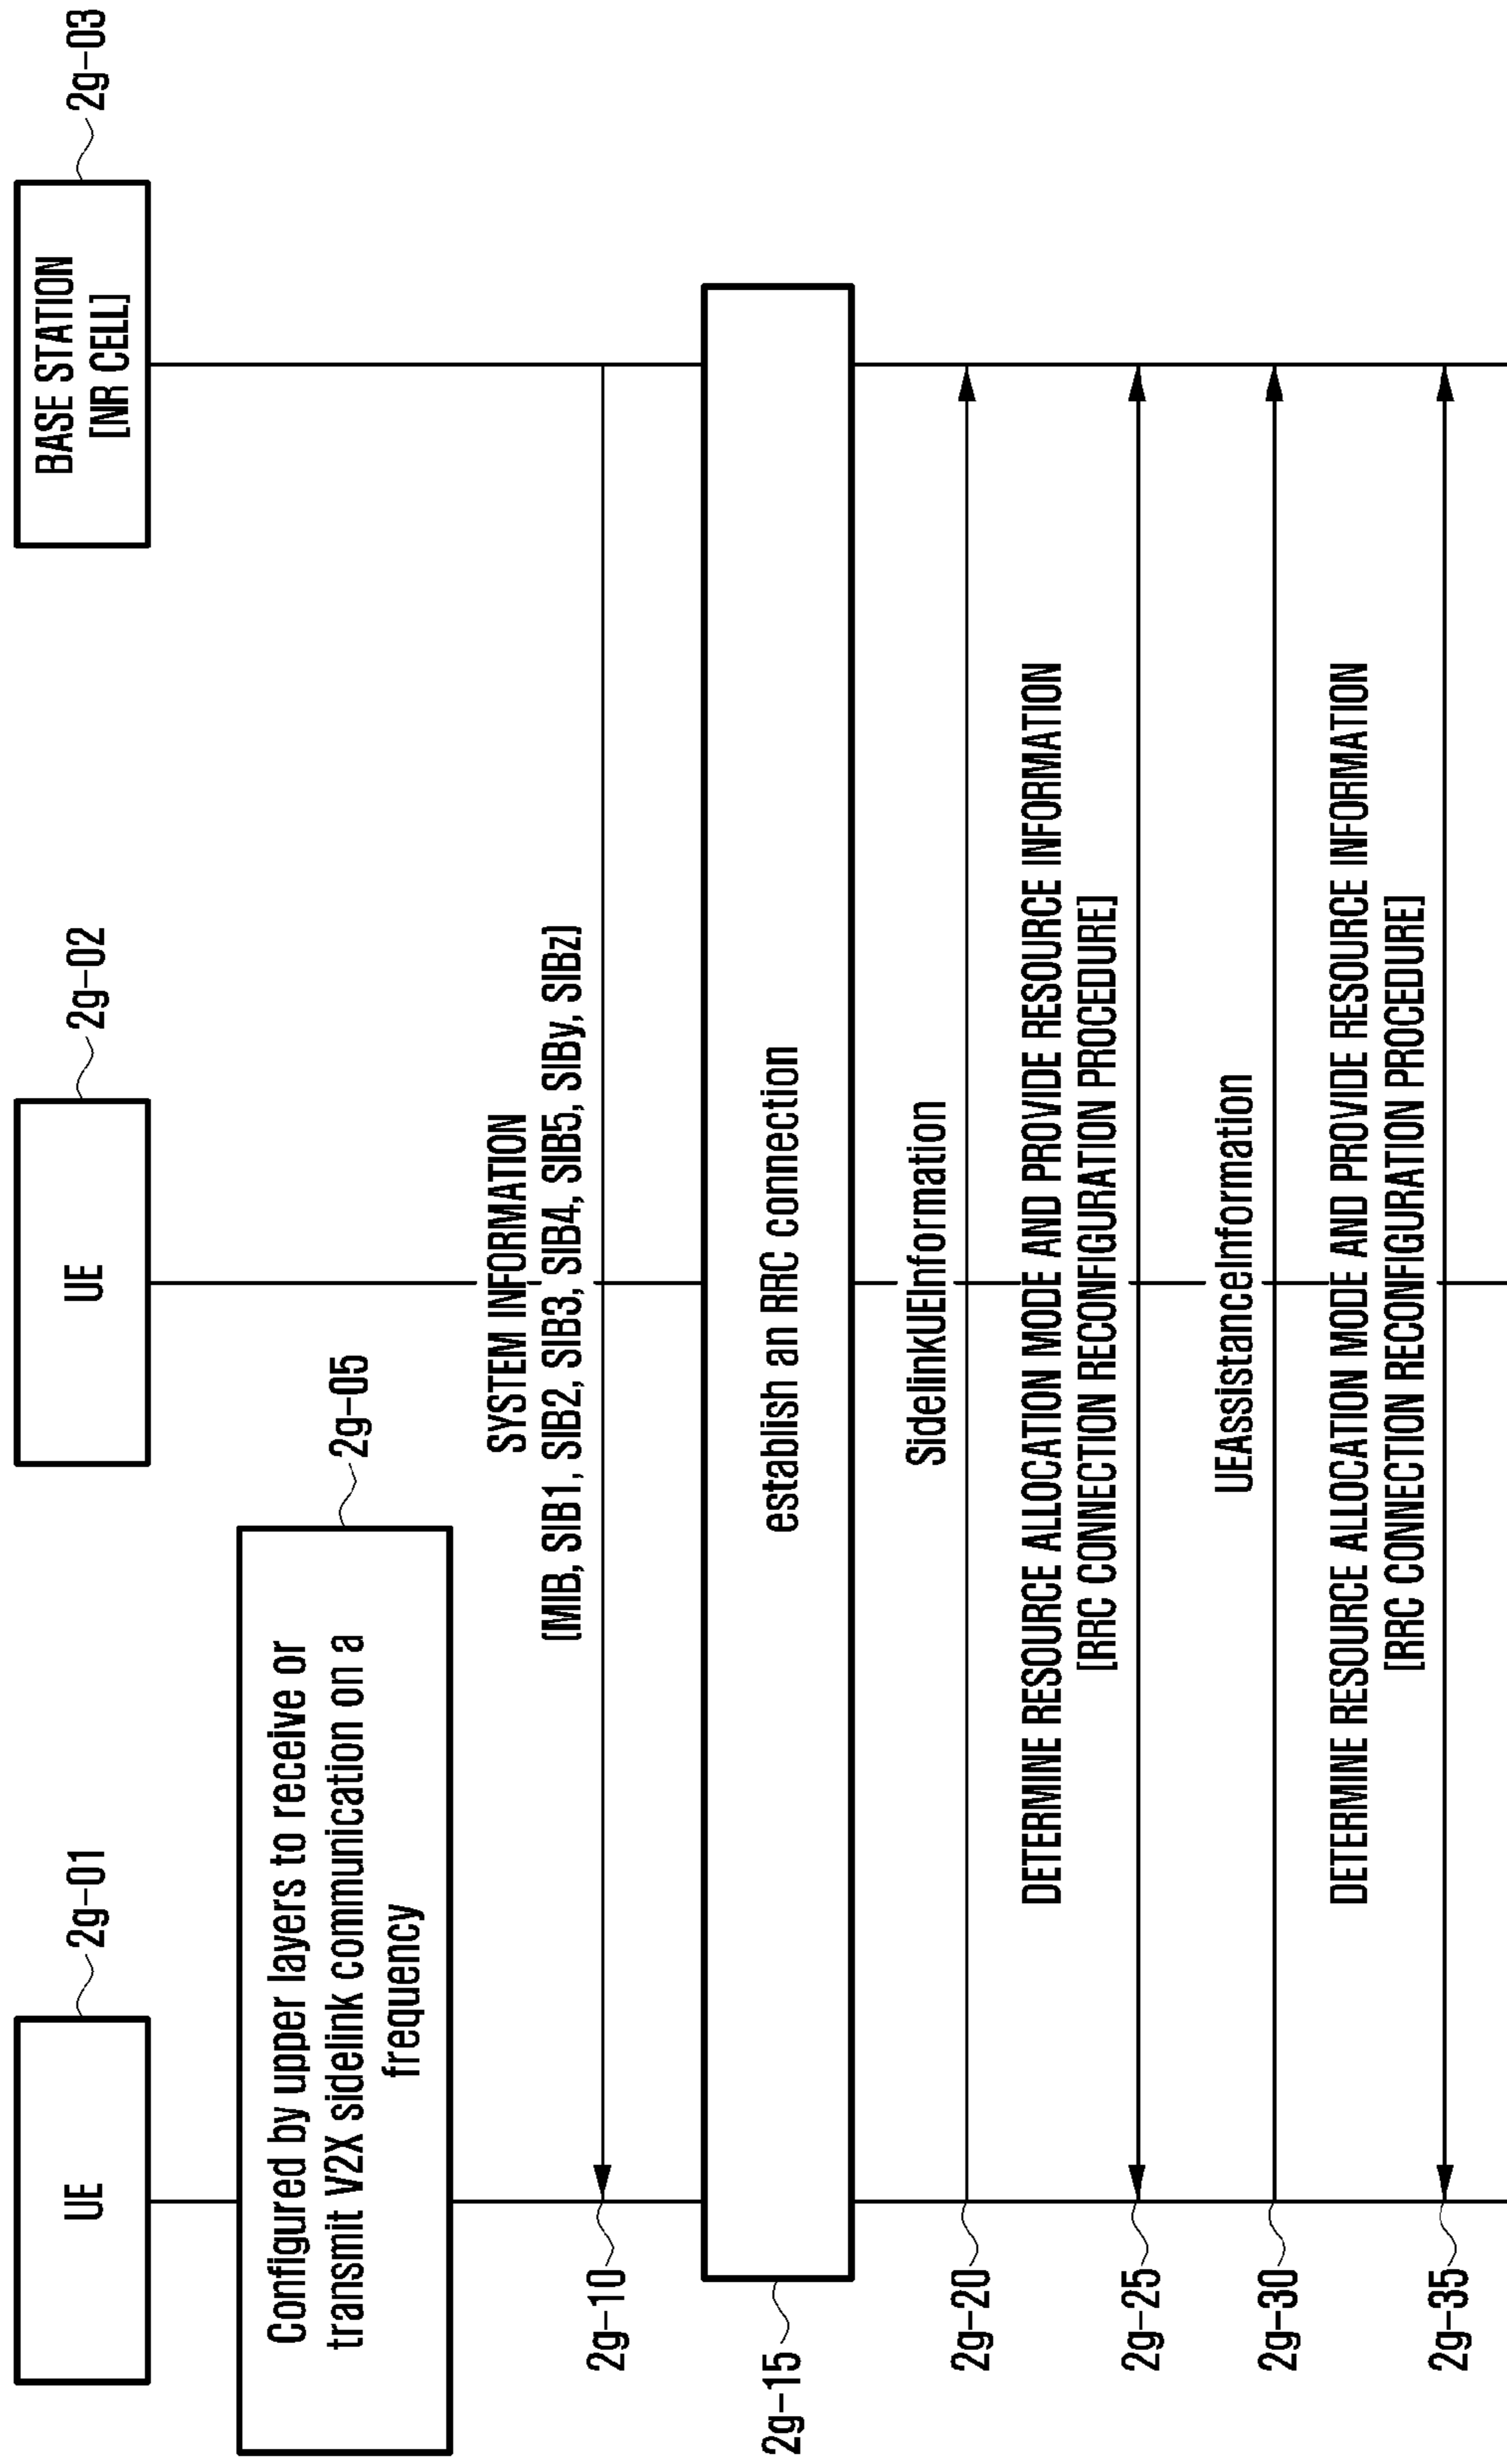 UE
2g-01
UE
2g-02
BASE STATION
[NR CELL]
2g-03
Configured by upper layers to receive or
transmit V2X sidelink communication on a
frequency
2g-05
SYSTEM INFORMATION
[MIB, SIB1, SIB2, SIB3, SIB4, SIB5, SIBy, SIBz]
2g-10
establish an RRC connection
2g-15
SidelinkUEInformation
2g-20
DETERMINE RESOURCE ALLOCATION MODE AND PROVIDE RESOURCE INFORMATION
[RRC CONNECTION RECONFIGURATION PROCEDURE]
2g-25
UEAssistanceInformation
2g-30
DETERMINE RESOURCE ALLOCATION MODE AND PROVIDE RESOURCE INFORMATION
[RRC CONNECTION RECONFIGURATION PROCEDURE]
2g-35